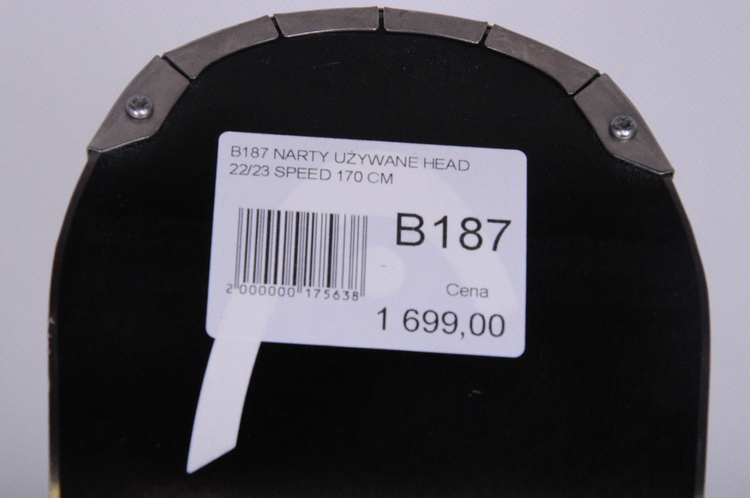 B187 NARTY UŻYWANE HEAD
22/23 SPEED 170 CM
B187
2 000000 175638
Cena
1 699,00